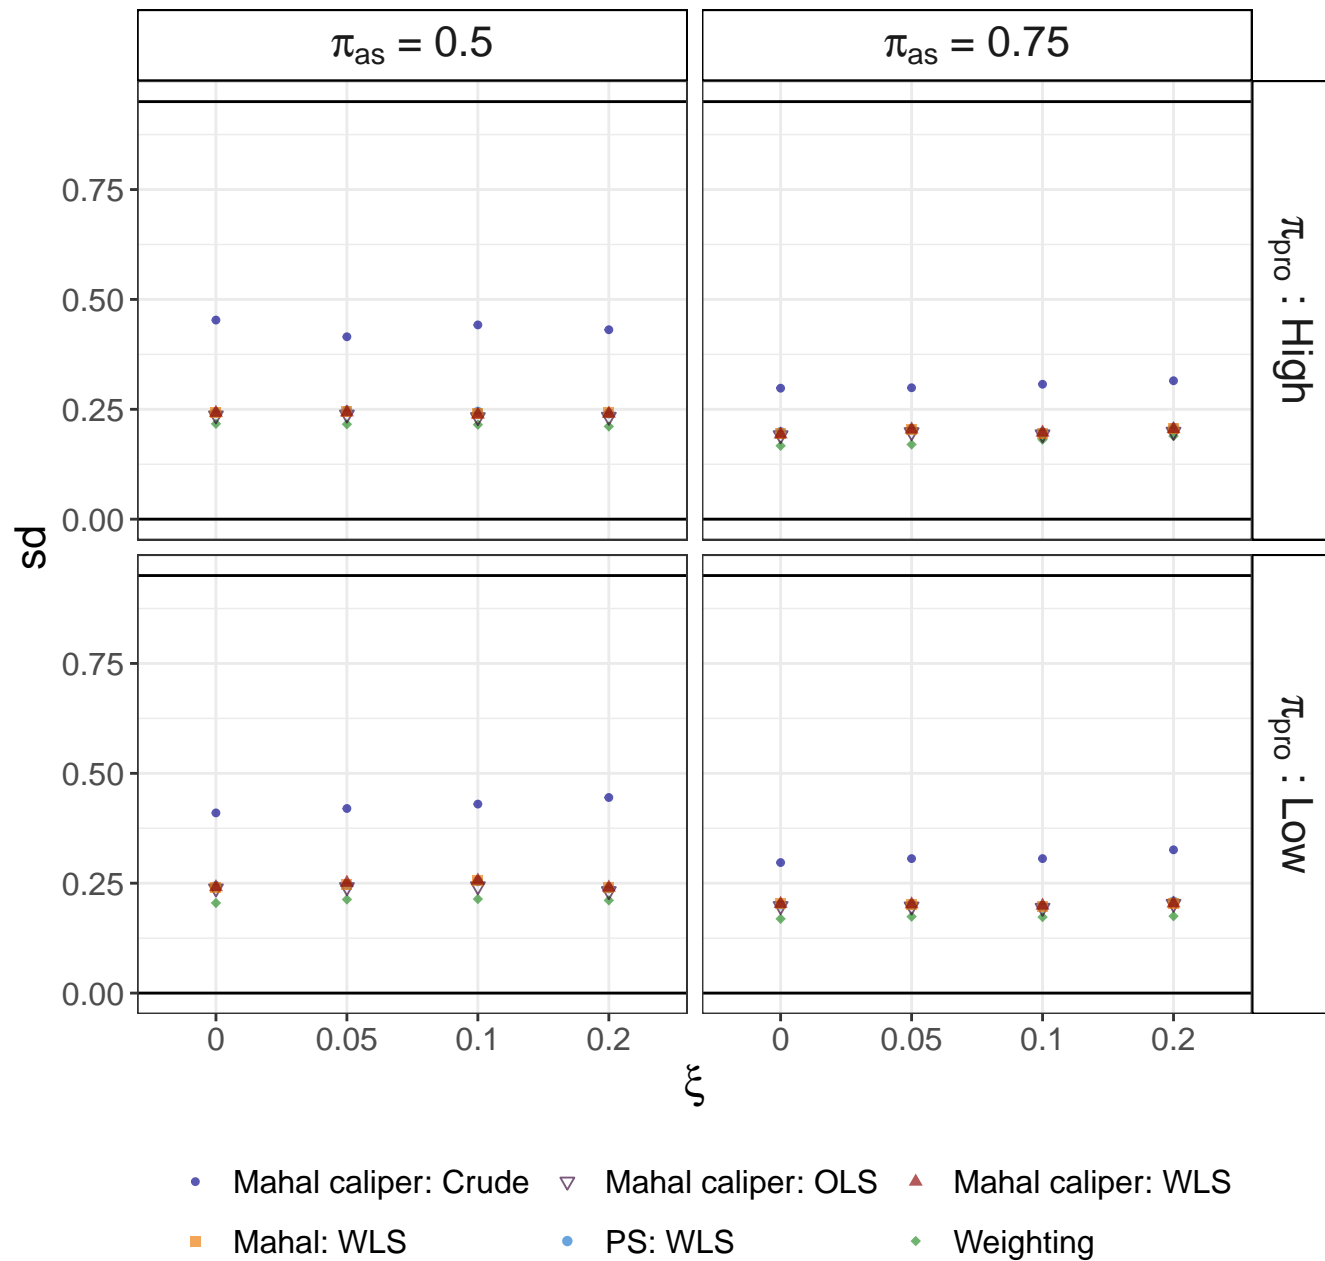 π_as = 0.5
π_as = 0.75
0.75
0.50
0.25
0.00
π_pro : High
sd
0.75
0.50
0.25
0.00
π_pro : Low
0 0.05 0.1 0.2
0 0.05 0.1 0.2
ξ
Mahal caliper: Crude
Mahal caliper: OLS
Mahal caliper: WLS
Mahal: WLS
PS: WLS
Weighting